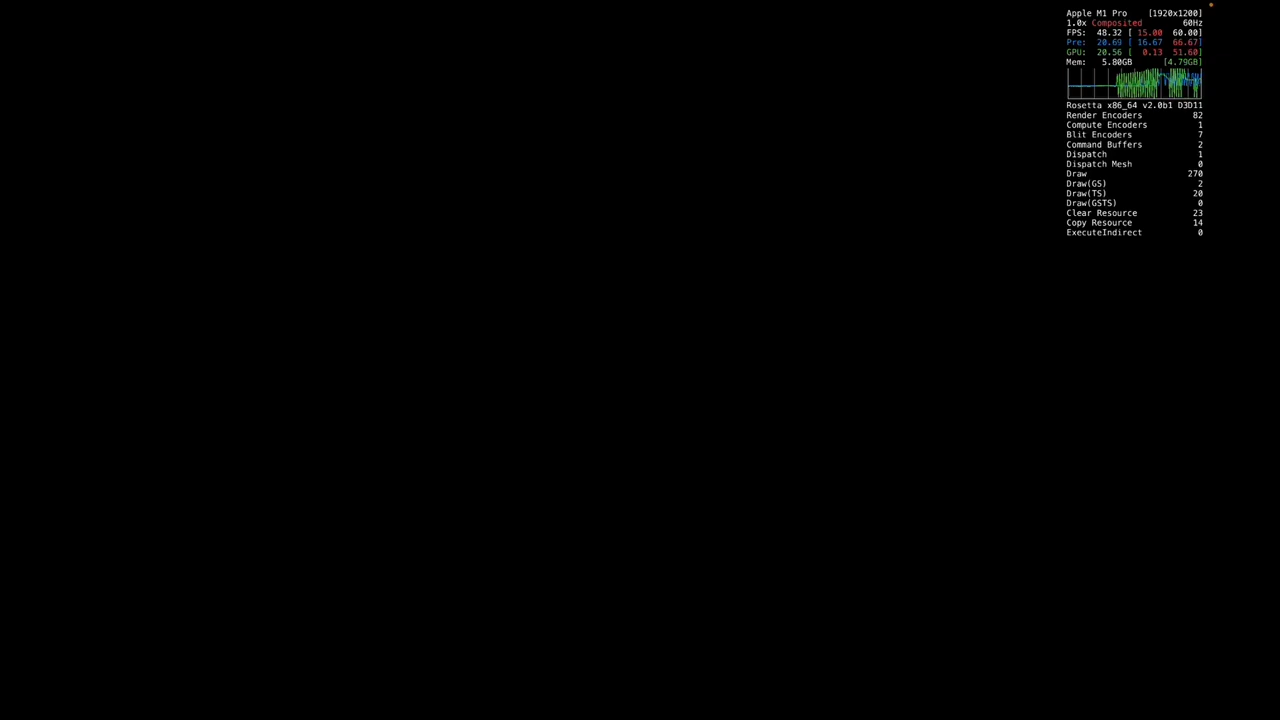 Apple M1 Pro [1920x1200]
1.0x Composited 60Hz
FPS: 48.32 [ 15.00 60.00]
Pre: 20.69 [ 16.67 66.67]
GPU: 20.56 [ 0.13 51.60]
Mem: 5.80GB [4.79GB]
Rosetta x86_64 v2.0b1 D3D11
Render Encoders 82
Compute Encoders 1
Blit Encoders 7
Command Buffers 2
Dispatch 1
Dispatch Mesh 0
Draw 270
Draw(GS) 2
Draw(TS) 20
Draw(GSTS) 0
Clear Resource 23
Copy Resource 14
ExecuteIndirect 0